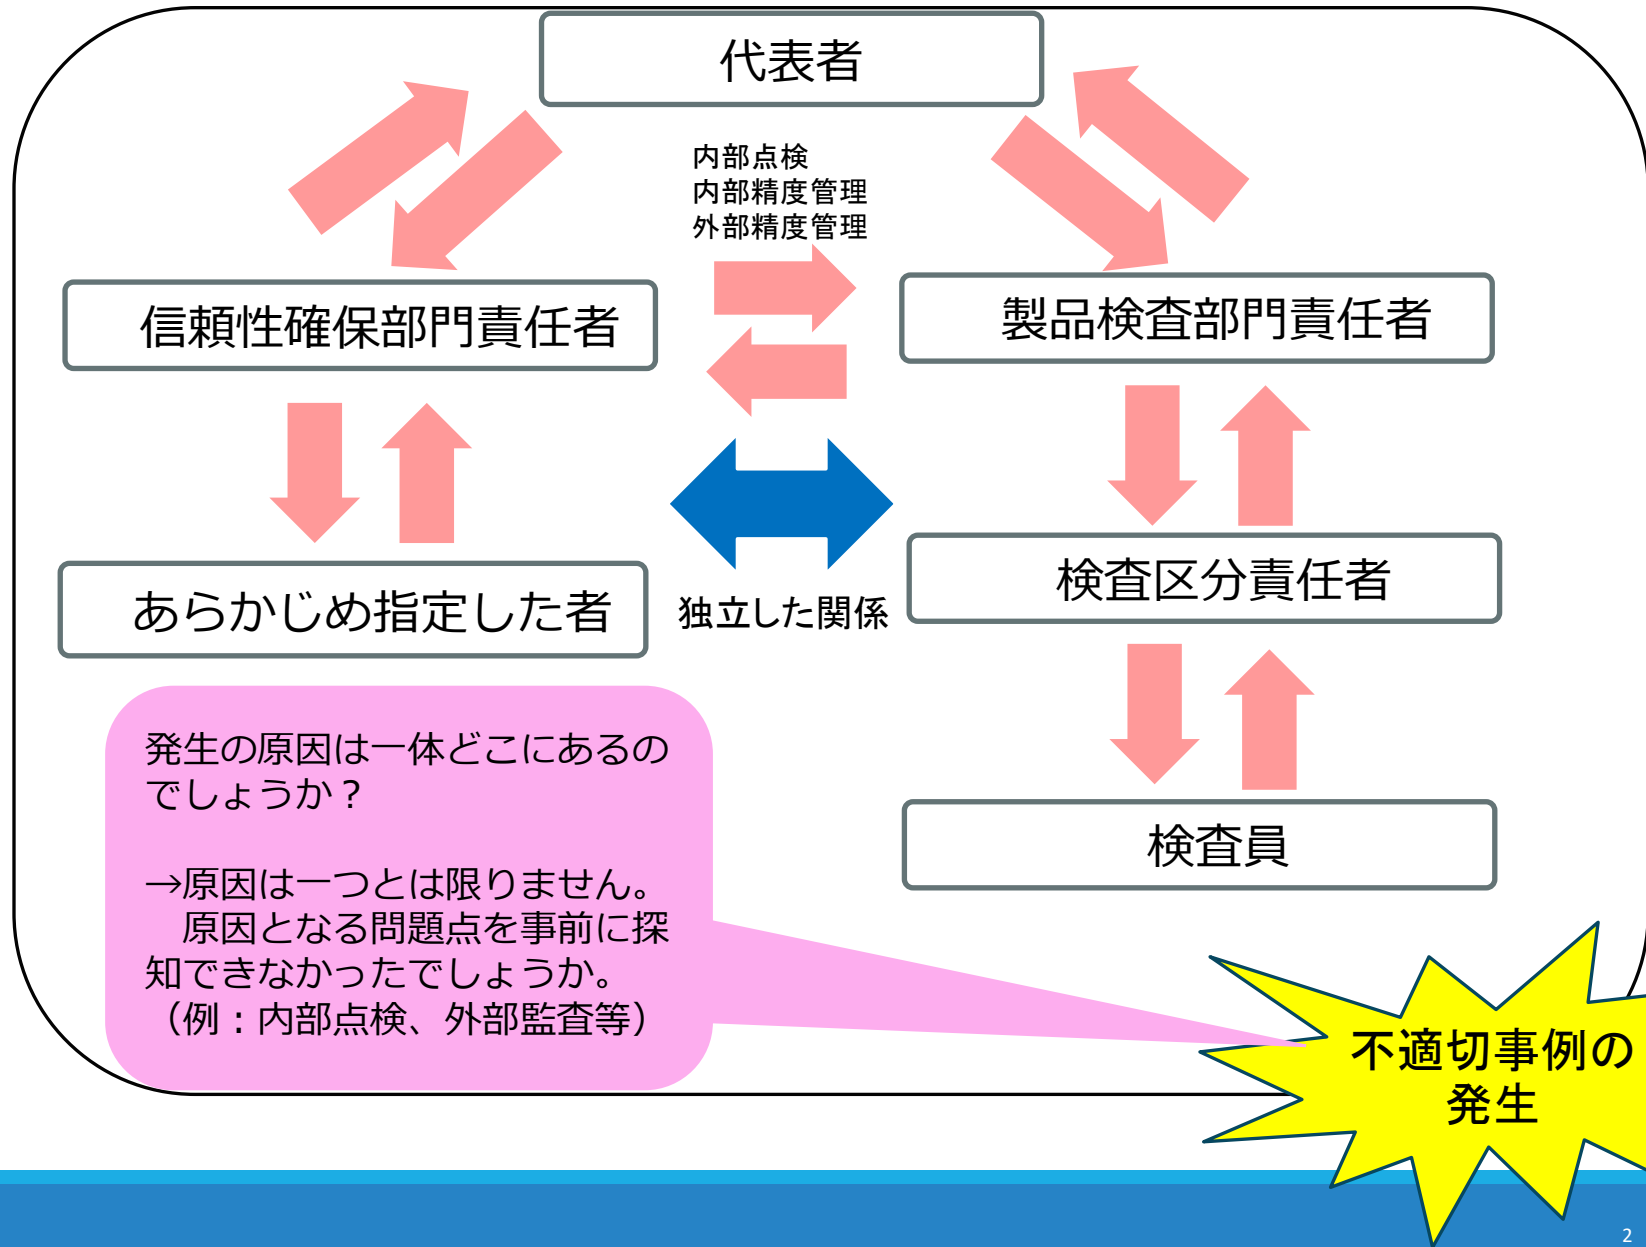 代表者
内部点検
内部精度管理
外部精度管理
信頼性確保部門責任者
製品検査部門責任者
あらかじめ指定した者
独立した関係
検査区分責任者
検査員
発生の原因は一体どこにあるの
でしょうか？
→原因は一つとは限りません。
原因となる問題点を事前に探
知できなかったでしょうか。
（例：内部点検、外部監査等）
不適切事例の
発生
2